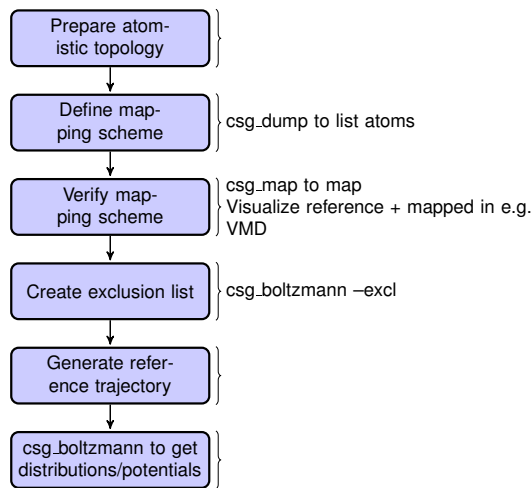 Prepare atom-
istic topology
Define map-
ping scheme
csg_dump to list atoms
Verify map-
ping scheme
csg_map to map
Visualize reference + mapped in e.g.
VMD
Create exclusion list
csg_boltzmann –excl
Generate refer-
ence trajectory
csg_boltzmann to get
distributions/potentials